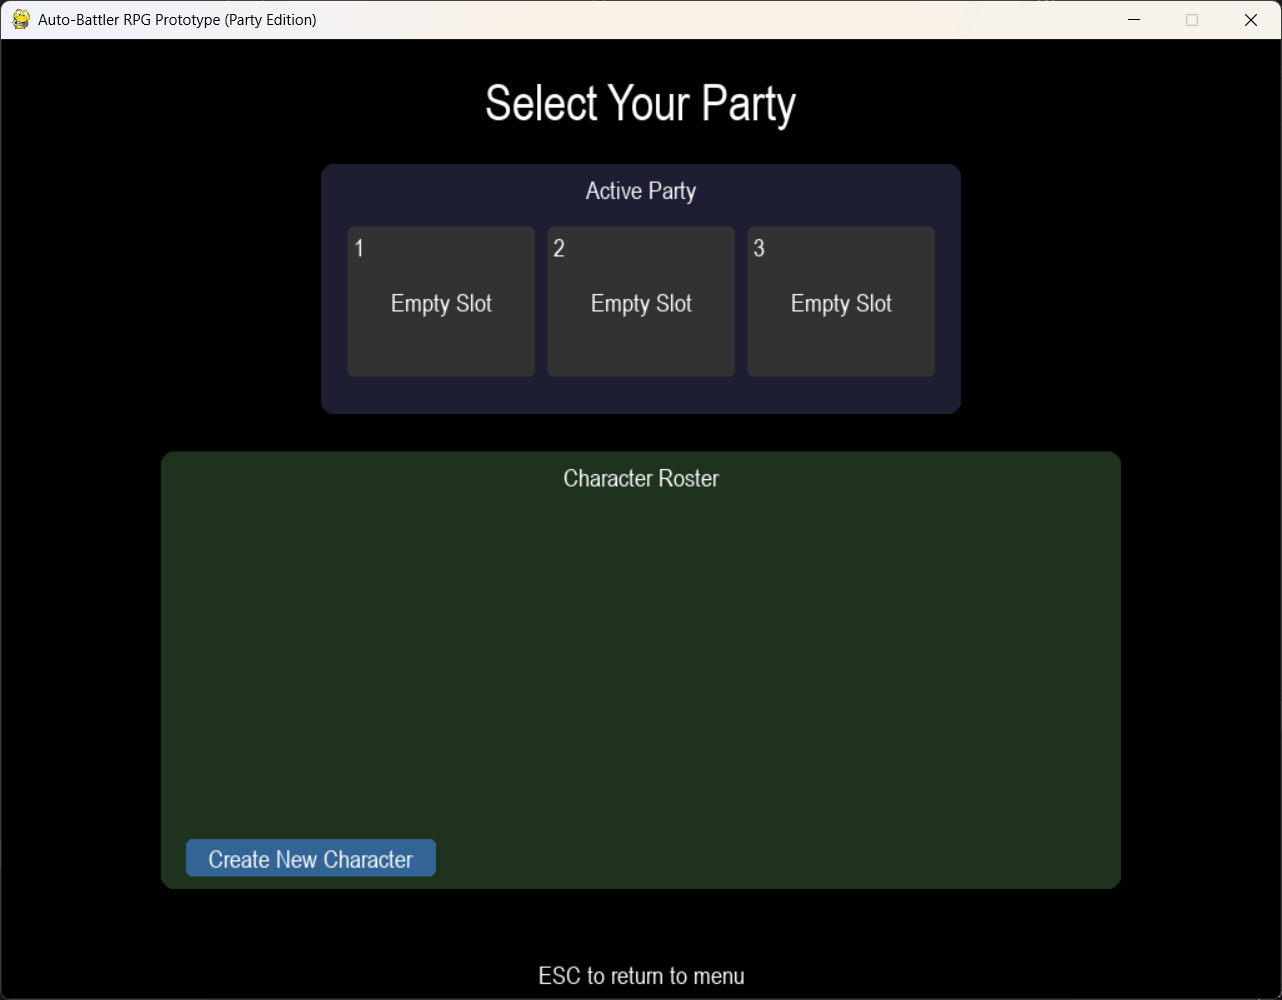 Auto-Battler RPG Prototype (Party Edition)
Select Your Party
Active Party
1
2
3
Empty Slot
Empty Slot
Empty Slot
Character Roster
Create New Character
ESC to return to menu